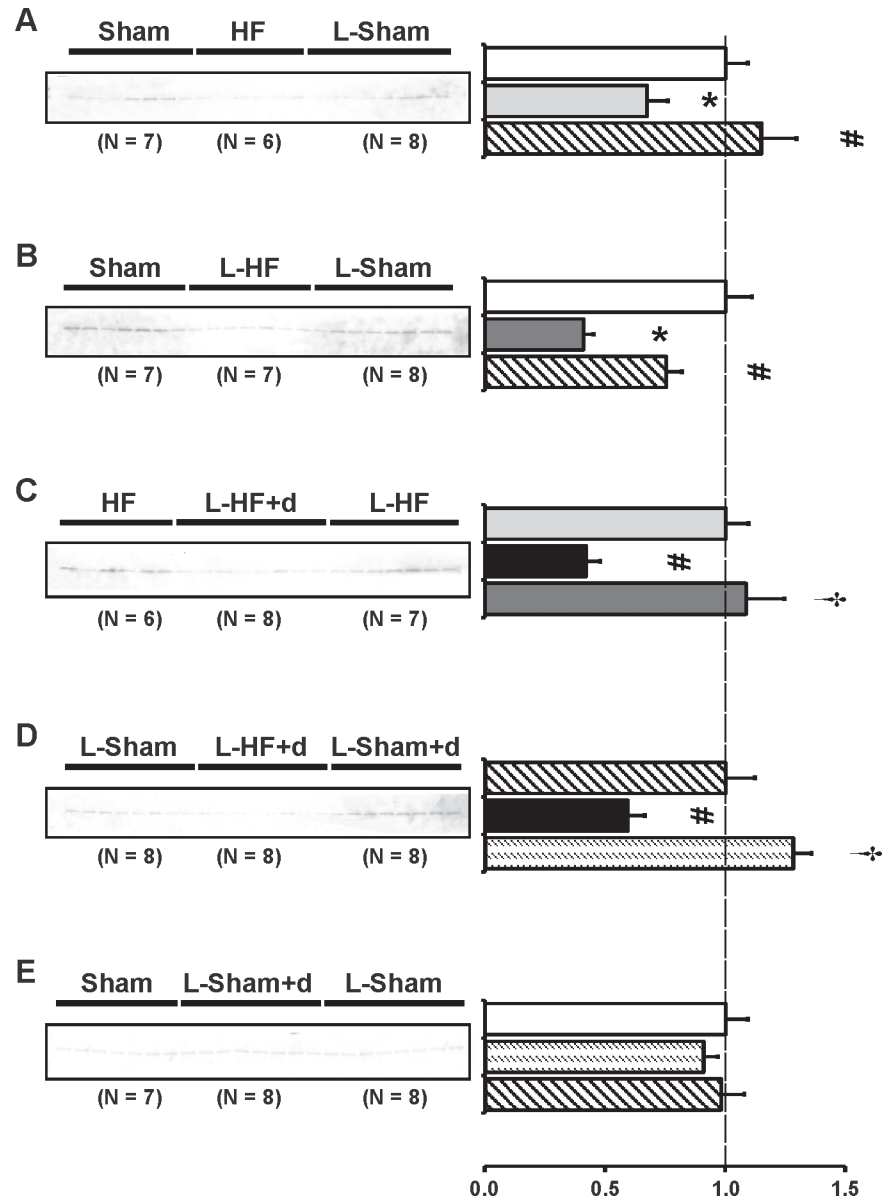 A
Sham HF L-Sham
(N = 7) (N = 6) (N = 8)
*
#
B
Sham L-HF L-Sham
(N = 7) (N = 7) (N = 8)
*
#
C
HF L-HF+d L-HF
(N = 6) (N = 8) (N = 7)
#
†
D
L-Sham L-HF+d L-Sham+d
(N = 8) (N = 8) (N = 8)
#
†
E
Sham L-Sham+d L-Sham
(N = 7) (N = 8) (N = 8)
0.0 0.5 1.0 1.5